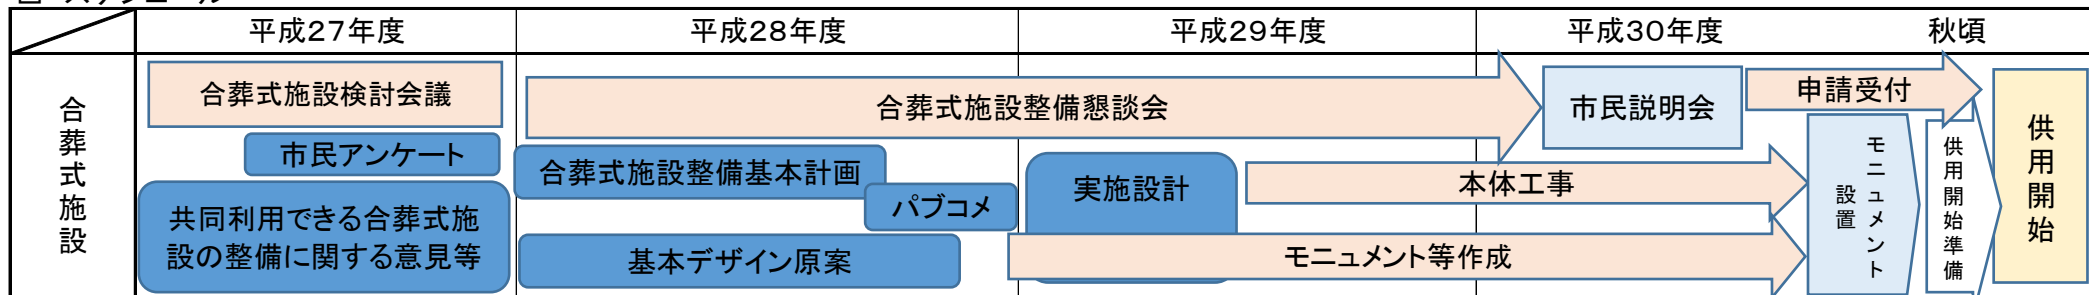 平成27年度
平成28年度
平成29年度
平成30年度
秋頃
合葬式施設
合葬式施設検討会議
市民アンケート
共同利用できる合葬式施
設の整備に関する意見等
合葬式施設整備懇談会
合葬式施設整備基本計画
パブコメ
基本デザイン原案
実施設計
本体工事
モニュメント等作成
市民説明会
申請受付
モニュメント
設置
供用開始準備
供用開始